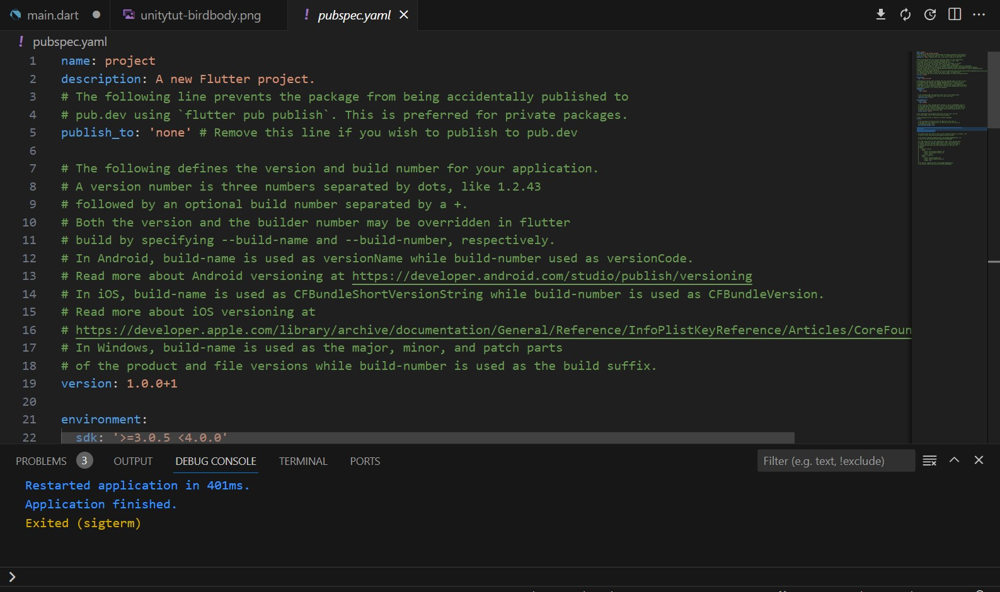 main.dart
unitytut-birdbody.png
! pubspec.yaml
! pubspec.yaml
1 name: project
2 description: A new Flutter project.
3 # The following line prevents the package from being accidentally published to
4 # pub.dev using `flutter pub publish`. This is preferred for private packages.
5 publish_to: 'none' # Remove this line if you wish to publish to pub.dev
6
7 # The following defines the version and build number for your application.
8 # A version number is three numbers separated by dots, like 1.2.43
9 # followed by an optional build number separated by a +.
10 # Both the version and the builder number may be overridden in flutter
11 # build by specifying --build-name and --build-number, respectively.
12 # In Android, build-name is used as versionName while build-number used as versionCode.
13 # Read more about Android versioning at https://developer.android.com/studio/publish/versioning
14 # In iOS, build-name is used as CFBundleShortVersionString while build-number is used as CFBundleVersion.
15 # Read more about iOS versioning at
16 # https://developer.apple.com/library/archive/documentation/General/Reference/InfoPlistKeyReference/Articles/CoreFoun
17 # In Windows, build-name is used as the major, minor, and patch parts
18 # of the product and file versions while build-number is used as the build suffix.
19 version: 1.0.0+1
20
21 environment:
22 sdk: '>=3.0.5 <4.0.0'
PROBLEMS 3 OUTPUT DEBUG CONSOLE TERMINAL PORTS Filter (e.g. text, !exclude)
Restarted application in 401ms.
Application finished.
Exited (sigterm)